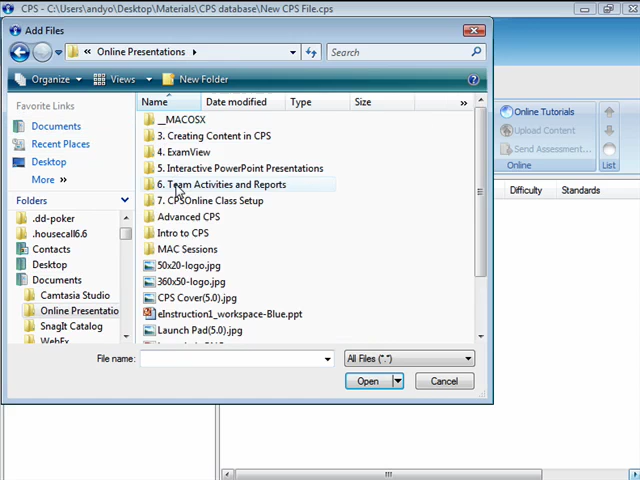 CPS - C:\Users\andyo\Desktop\Materials\CPS database\New CPS File.cps
Add Files
Online Presentations
Search
Organize
Views
New Folder
Favorite Links
Documents
Recent Places
Desktop
More »
Folders
.dd-poker
.housecall6.6
Contacts
Desktop
Documents
Camtasia Studio
Online Presentatio
SnagIt Catalog
WebEx
Name
Date modified
Type
Size
__MACOSX
3. Creating Content in CPS
4. ExamView
5. Interactive PowerPoint Presentations
6. Team Activities and Reports
7. CPSOnline Class Setup
Advanced CPS
Intro to CPS
MAC Sessions
50x20-logo.jpg
360x50-logo.jpg
CPS Cover(5.0).jpg
eInstruction1_workspace-Blue.ppt
Launch Pad(5.0).jpg
File name:
All Files (*.*)
Open
Cancel
Online Tutorials
Upload Content
Send Assessment...
Online
List
Difficulty
Standards